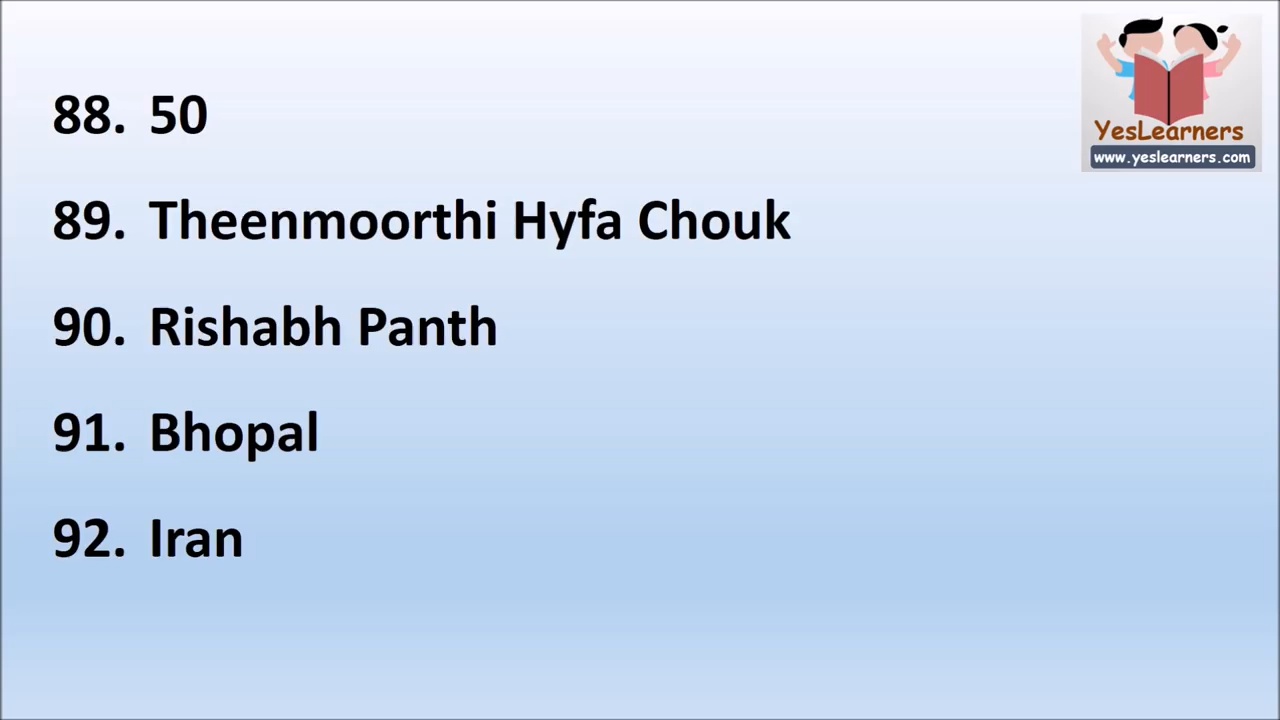 88. 50
89. Theenmoorthi Hyfa Chouk
90. Rishabh Panth
91. Bhopal
92. Iran
YesLearners
www.yeslearners.com